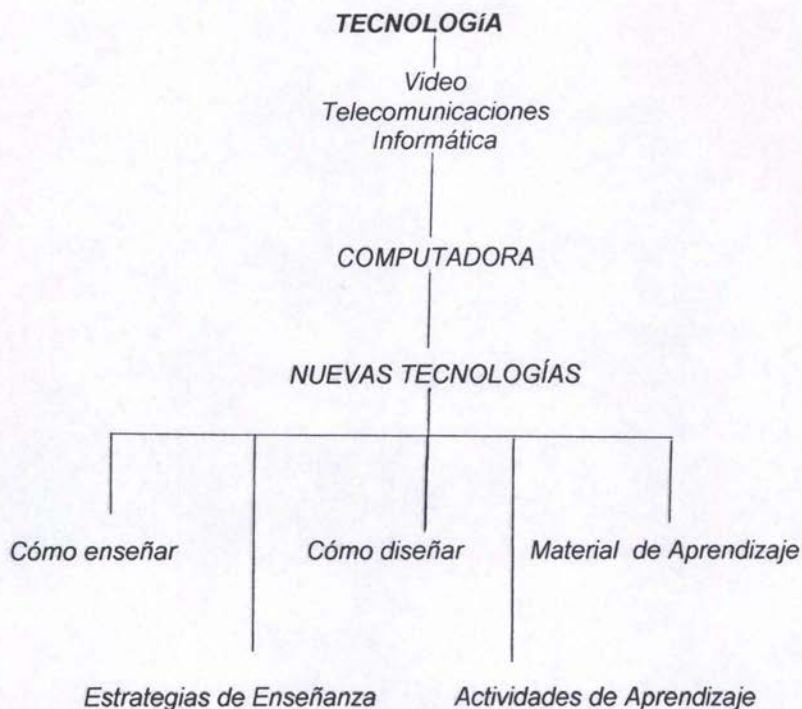 TECNOLOGíA
Video
Telecomunicaciones
Informática
COMPUTADORA
NUEVAS TECNOLOGÍAS
Cómo enseñar
Cómo diseñar
Material de Aprendizaje
Estrategias de Enseñanza
Actividades de Aprendizaje